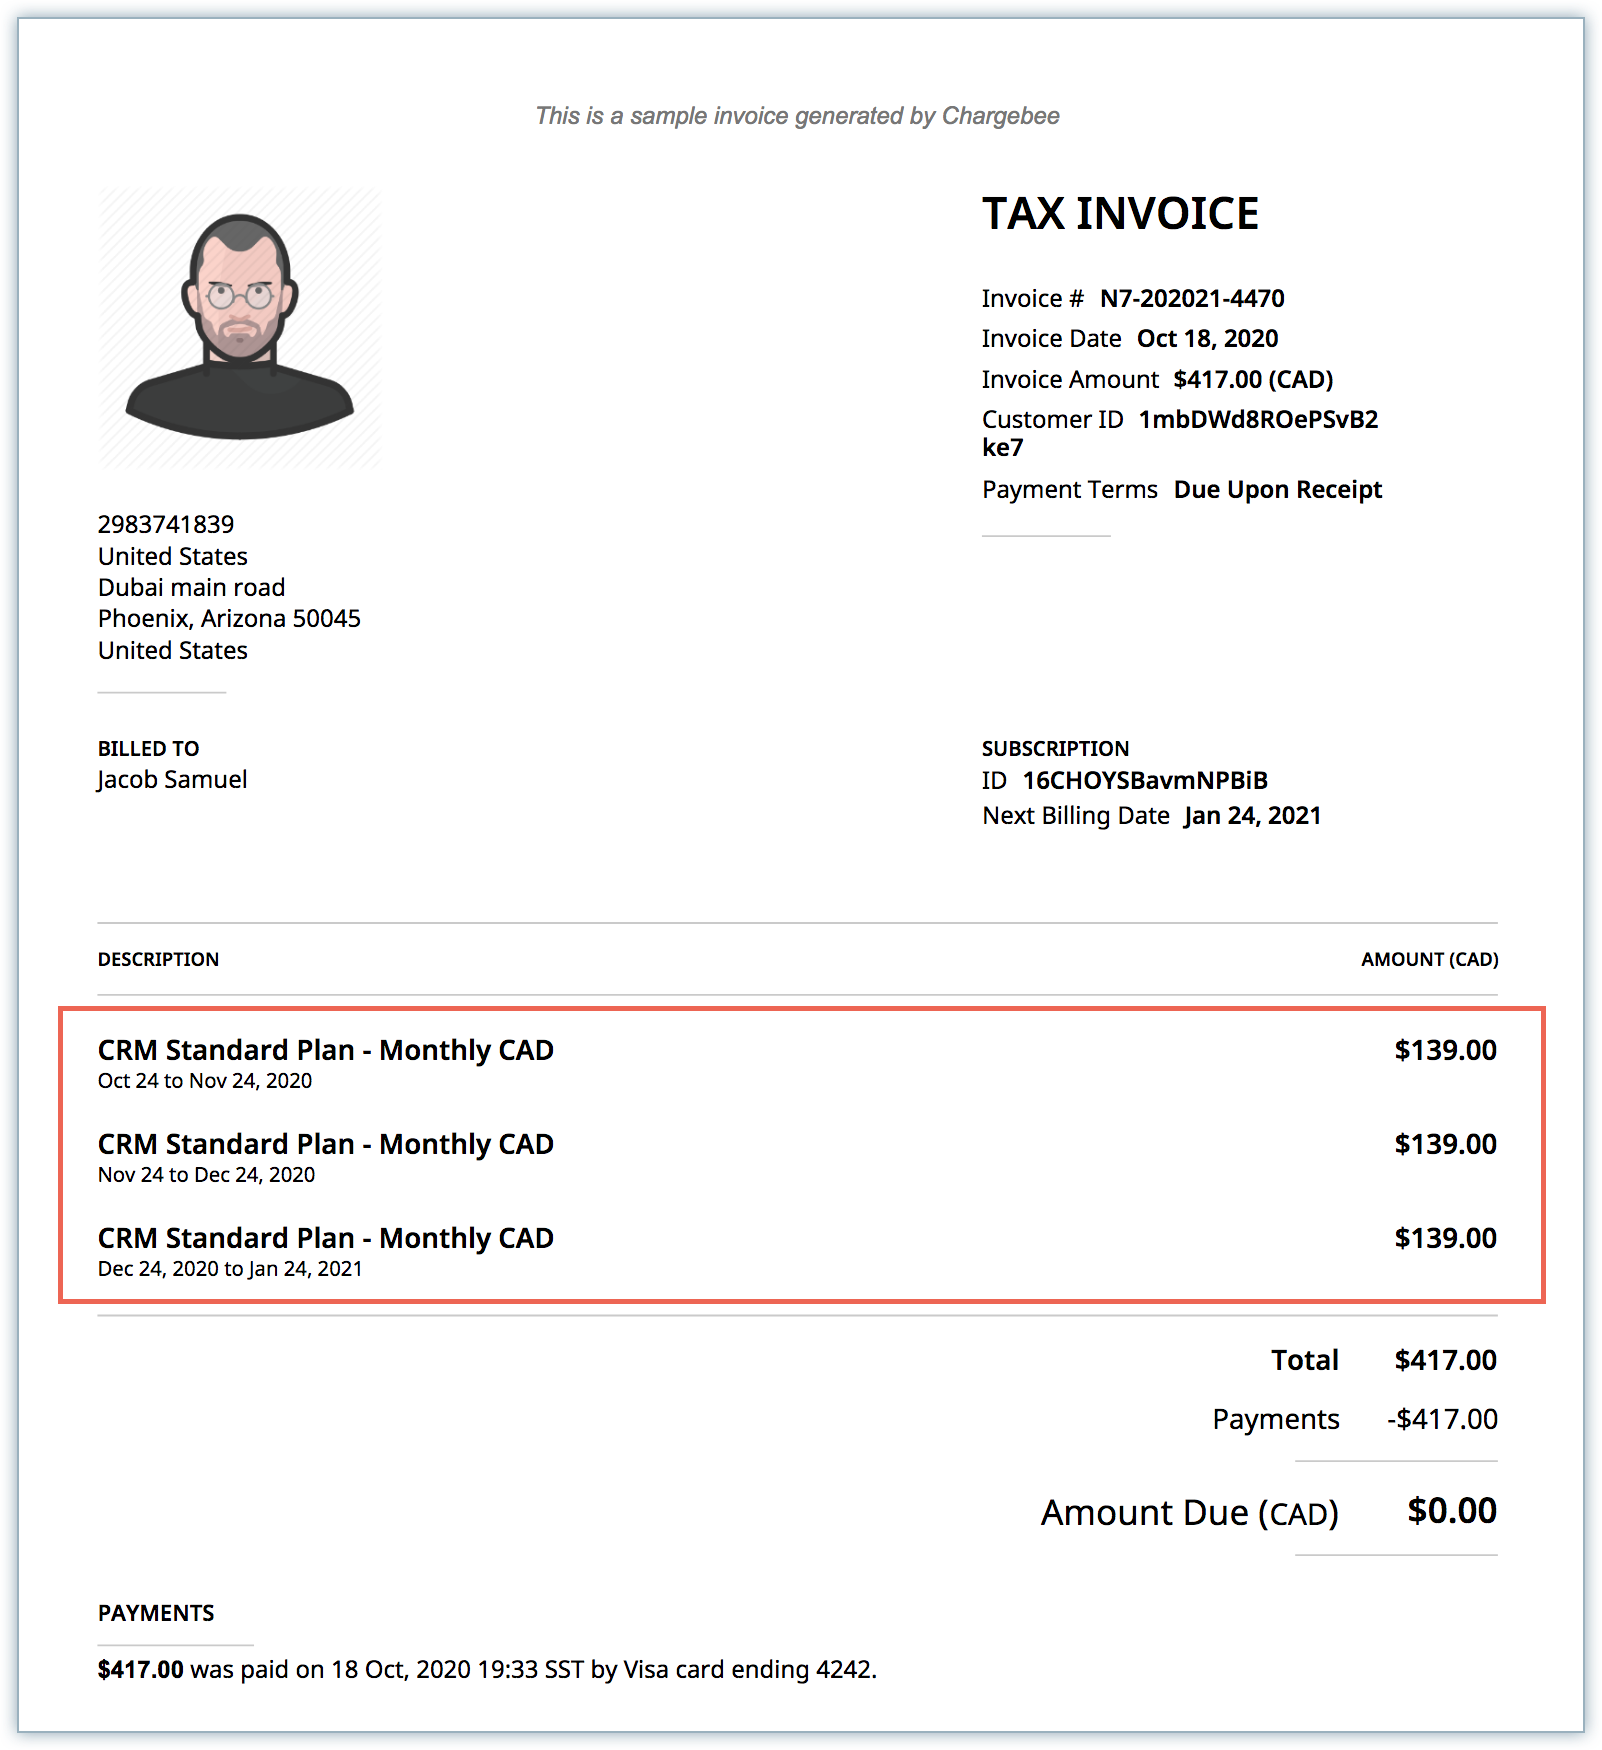 This is a sample invoice generated by Chargebee
TAX INVOICE
Invoice # N7-202021-4470
Invoice Date Oct 18, 2020
Invoice Amount $417.00 (CAD)
Customer ID 1mbDWd8ROePSvB2
ke7
Payment Terms Due Upon Receipt
2983741839
United States
Dubai main road
Phoenix, Arizona 50045
United States
BILLED TO
Jacob Samuel
SUBSCRIPTION
ID 16CHOYSBavmNPBiB
Next Billing Date Jan 24, 2021
DESCRIPTION AMOUNT (CAD)
CRM Standard Plan - Monthly CAD $139.00
Oct 24 to Nov 24, 2020
CRM Standard Plan - Monthly CAD $139.00
Nov 24 to Dec 24, 2020
CRM Standard Plan - Monthly CAD $139.00
Dec 24, 2020 to Jan 24, 2021
Total $417.00
Payments -$417.00
Amount Due (CAD) $0.00
PAYMENTS
$417.00 was paid on 18 Oct, 2020 19:33 SST by Visa card ending 4242.